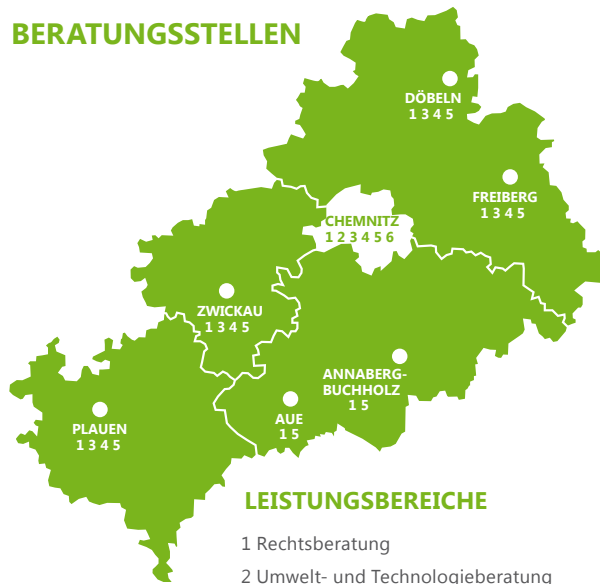 BERATUNGSSTELLEN
DÖBELN
1 3 4 5
FREIBERG
1 3 4 5
CHEMNITZ
1 2 3 4 5 6
ZWICKAU
1 3 4 5
ANNABERG-
BUCHHOLZ
1 5
AUE
1 5
PLAUEN
1 3 4 5
LEISTUNGSBEREICHE
1 Rechtsberatung
2 Umwelt- und Technologieberatung